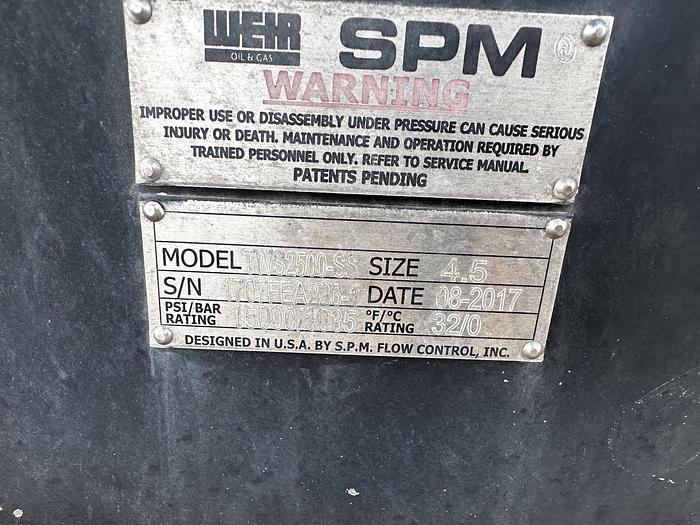 WEIR SPM ®
OIL & GAS
WARNING
IMPROPER USE OR DISASSEMBLY UNDER PRESSURE CAN CAUSE SERIOUS
INJURY OR DEATH. MAINTENANCE AND OPERATION REQUIRED BY
TRAINED PERSONNEL ONLY. REFER TO SERVICE MANUAL.
PATENTS PENDING
MODEL TWS2500-SS SIZE 4.5
S/N DATE 08-2017
PSI/BAR RATING 15000/1035 °F/°C RATING 32/0
DESIGNED IN U.S.A. BY S.P.M. FLOW CONTROL, INC.